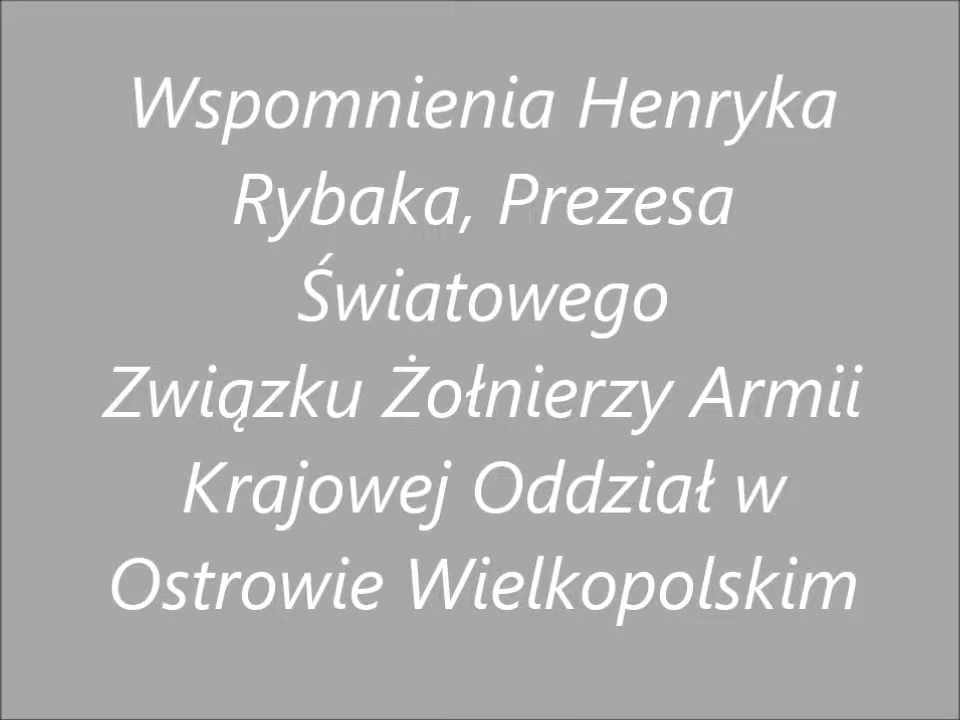 Wspomnienia Henryka
Rybaka, Prezesa
Światowego
Związku Żołnierzy Armii
Krajowej Oddział w
Ostrowie Wielkopolskim